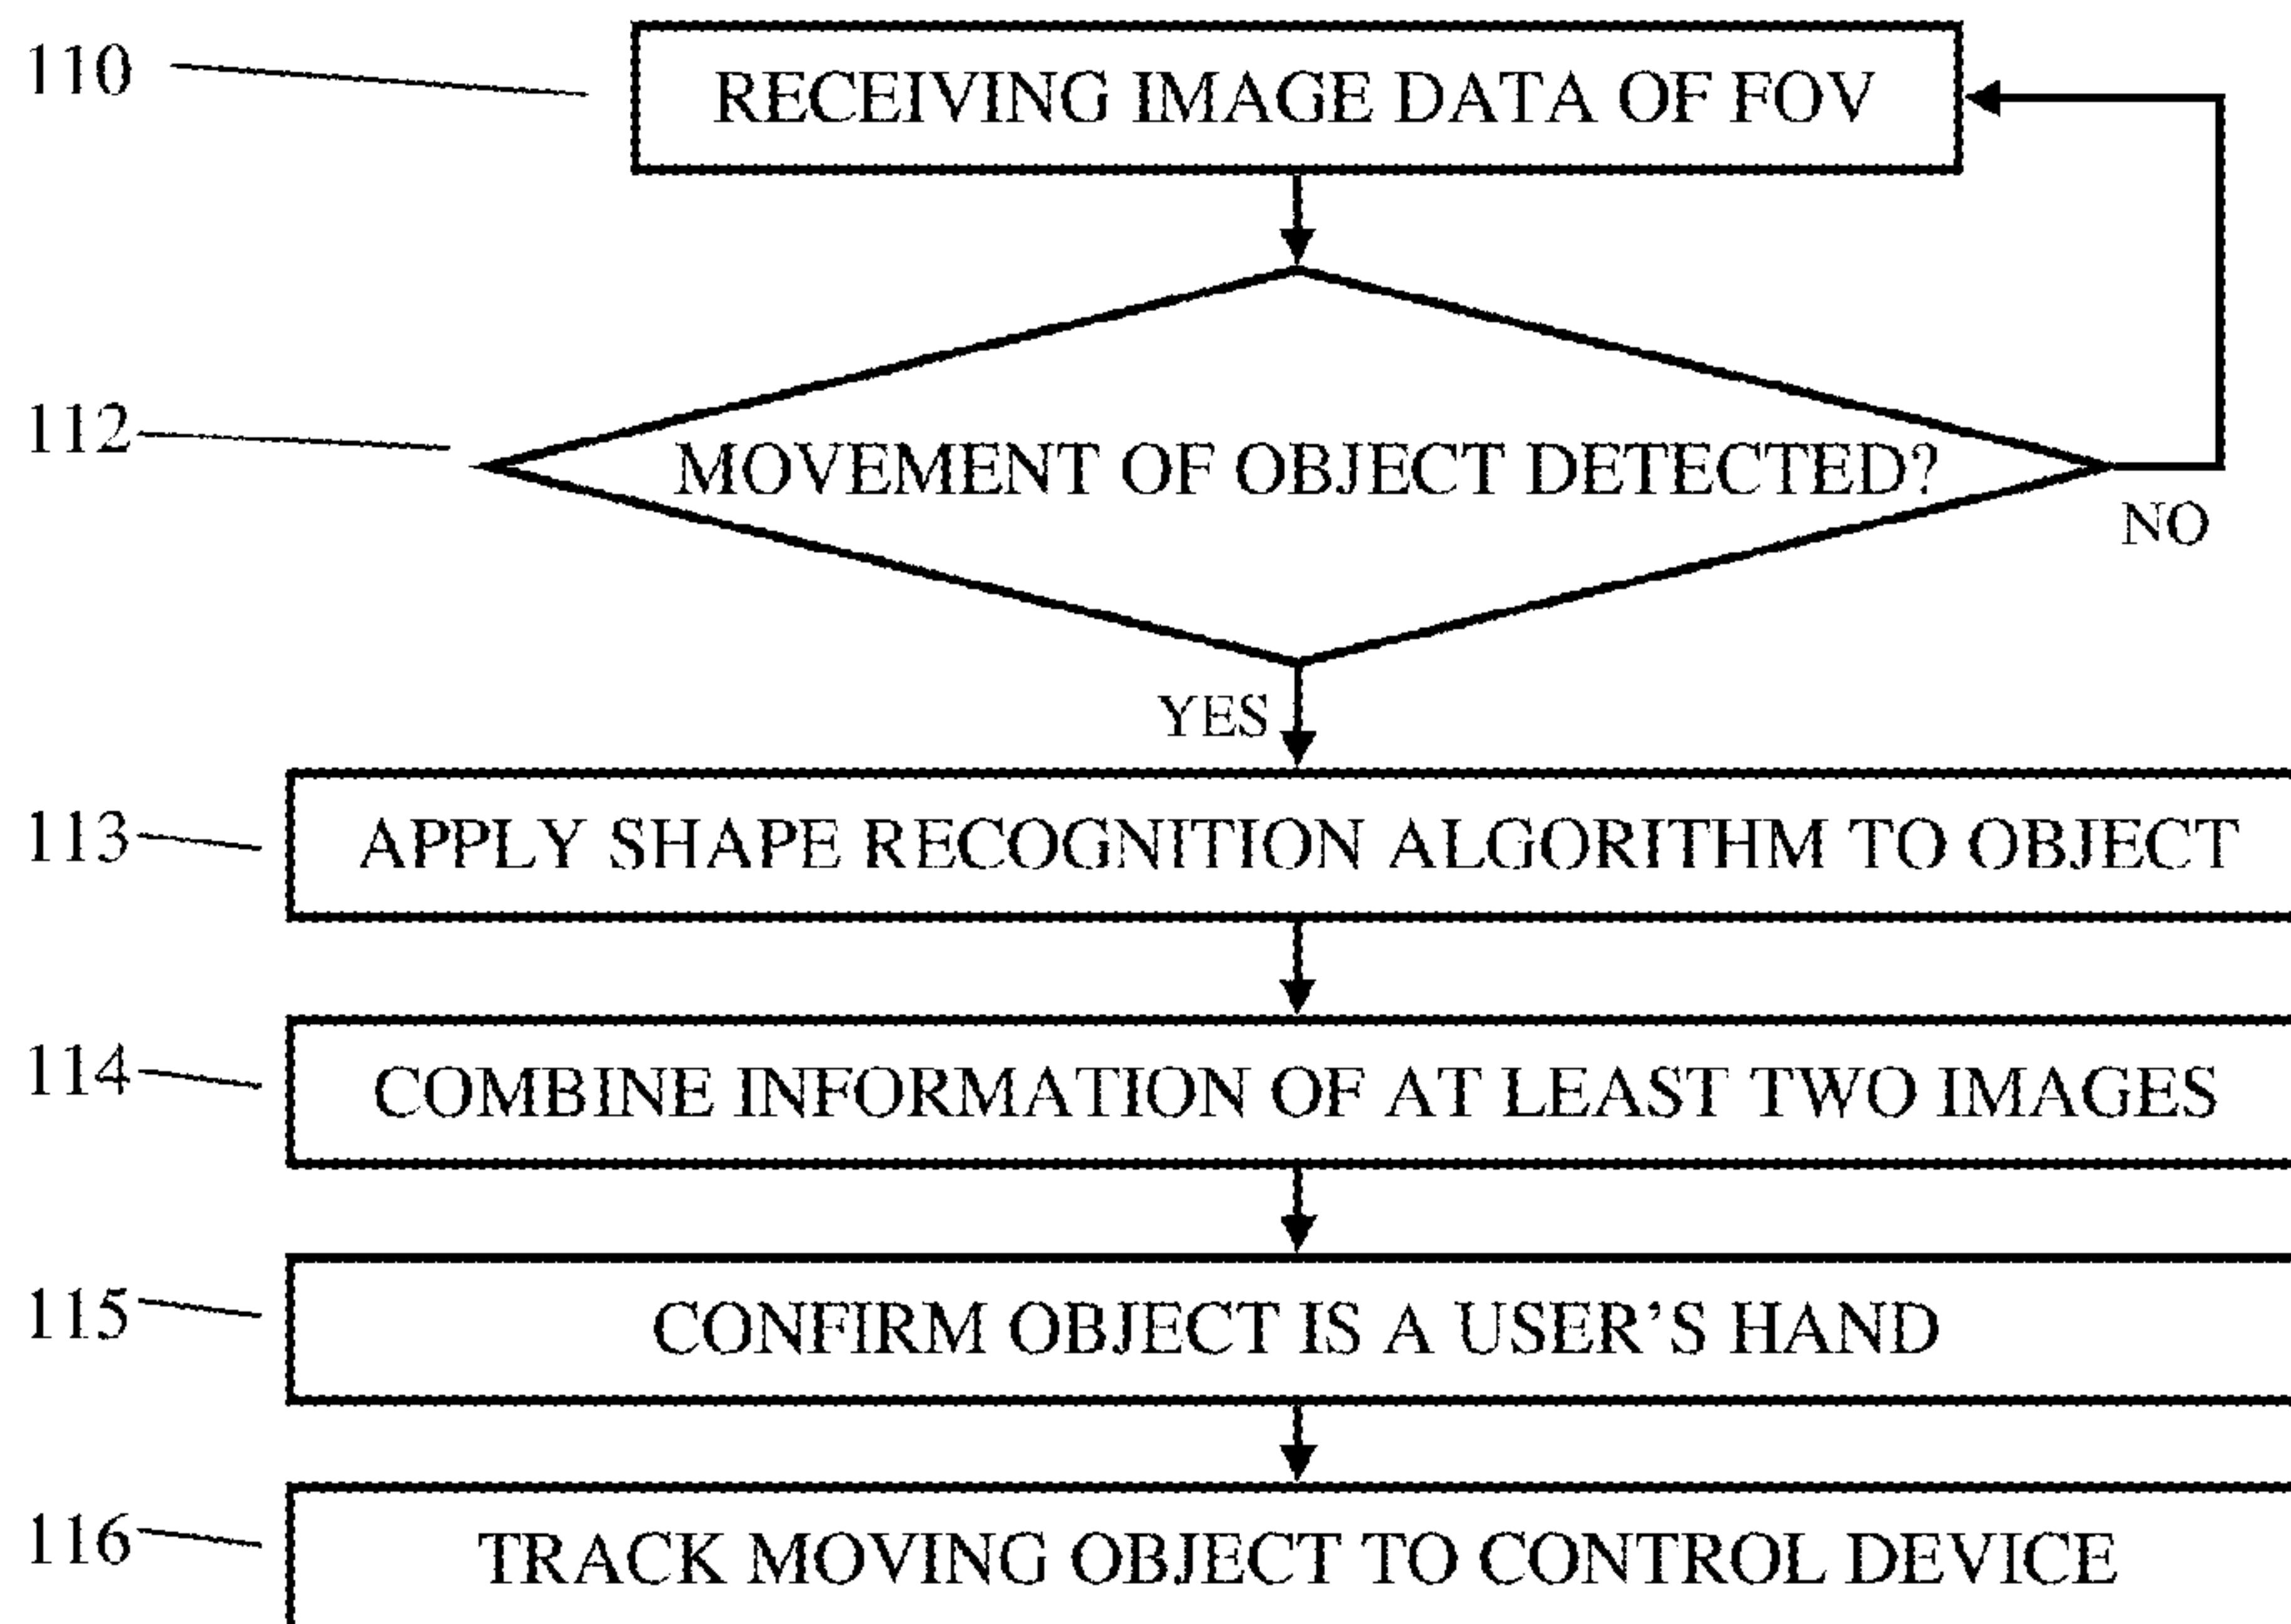 110
RECEIVING IMAGE DATA OF FOV
112
MOVEMENT OF OBJECT DETECTED?
NO
YES
113
APPLY SHAPE RECOGNITION ALGORITHM TO OBJECT
114
COMBINE INFORMATION OF AT LEAST TWO IMAGES
115
CONFIRM OBJECT IS A USER’S HAND
116
TRACK MOVING OBJECT TO CONTROL DEVICE